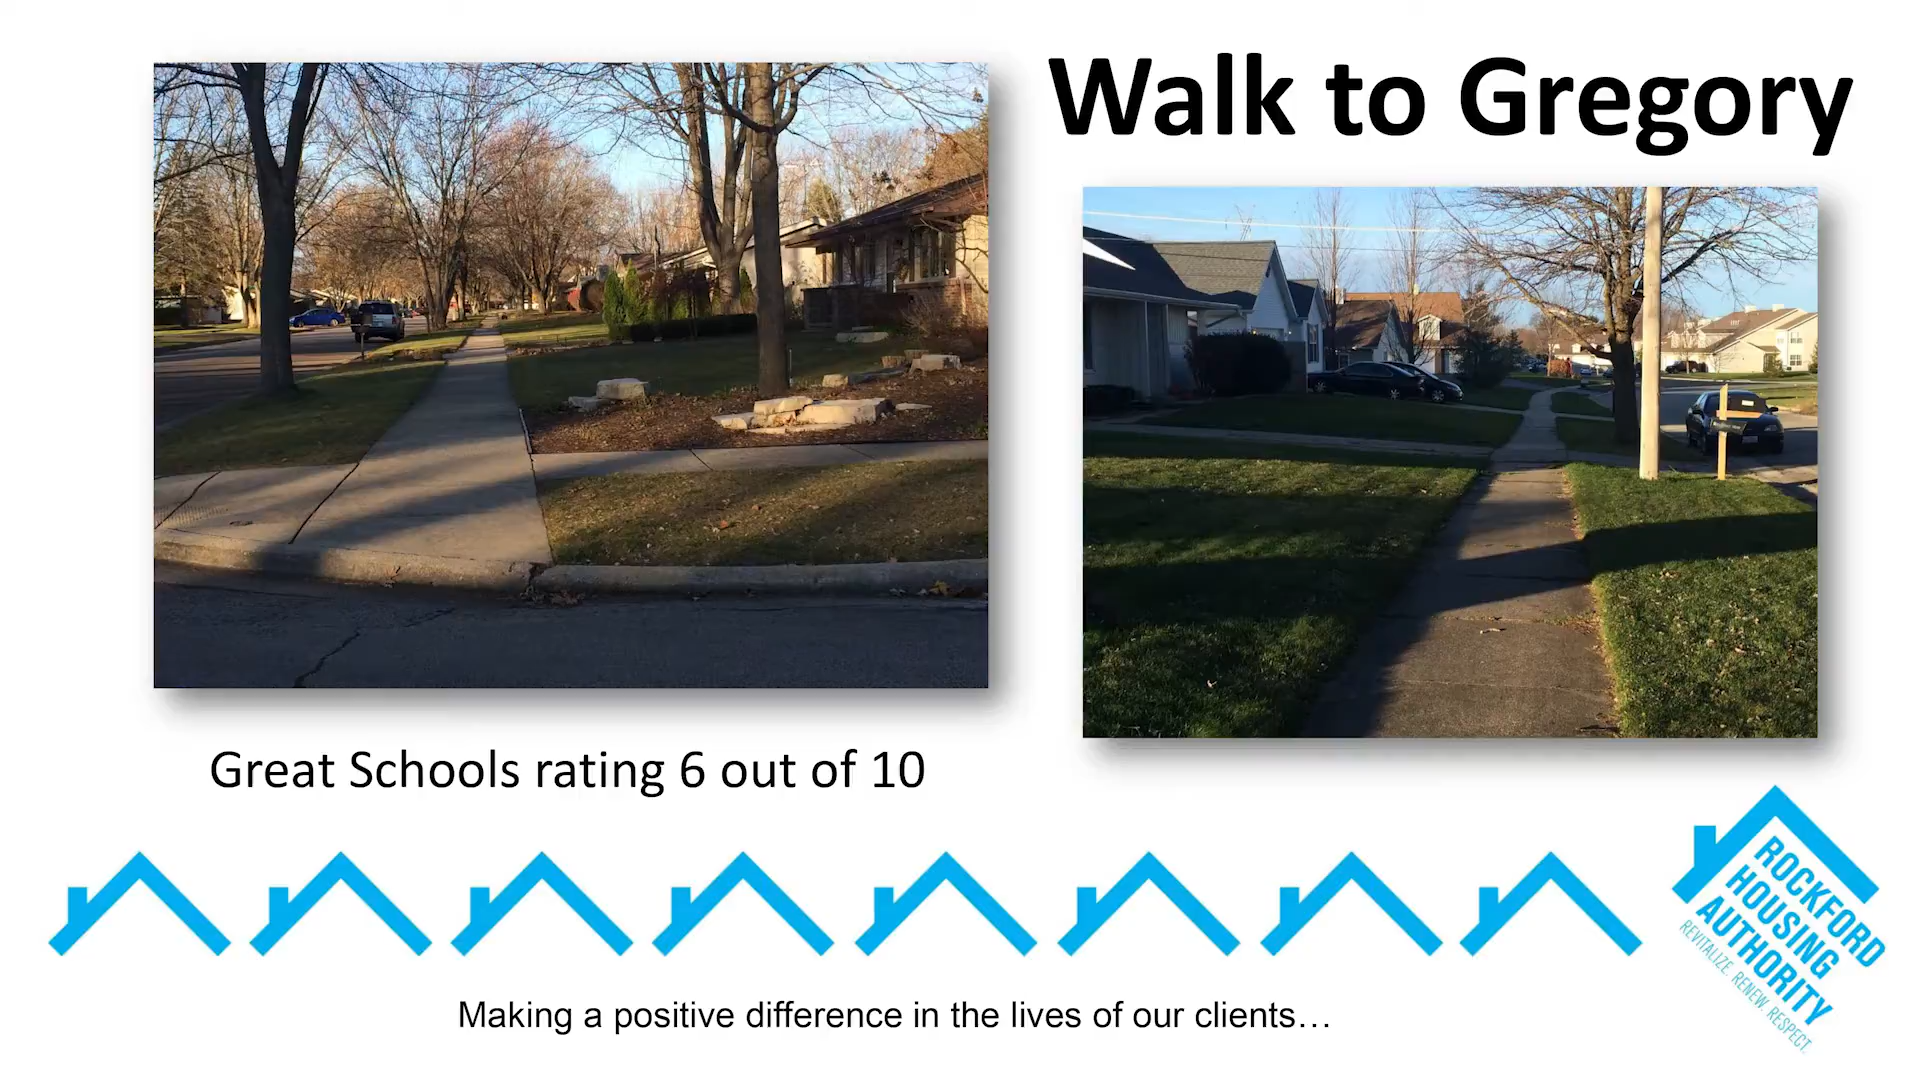 Walk to Gregory
Great Schools rating 6 out of 10
ROCKFORD
HOUSING
AUTHORITY
REVITALIZE. RENEW. RESPECT.
Making a positive difference in the lives of our clients…